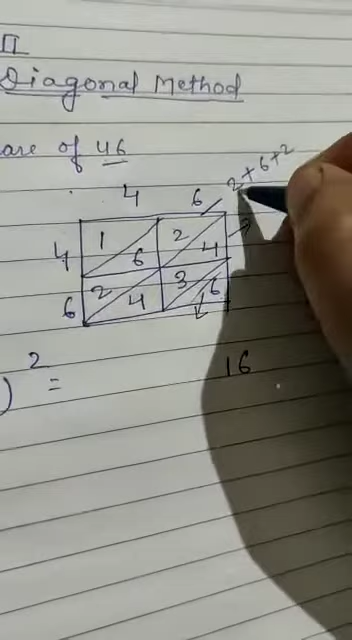 II
Diagonal Method
are of 46
2+6+2
4 6
4 1 6 2 4
6 2 4 3 6
)² = 16